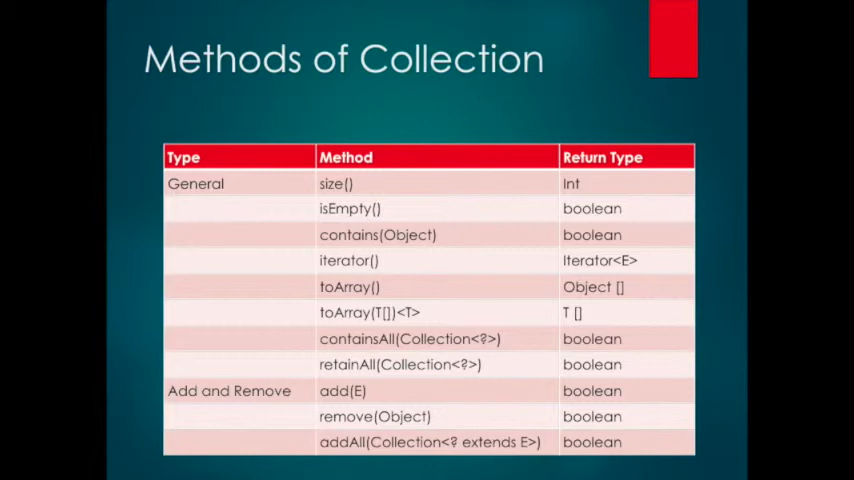 Methods of Collection
Type Method Return Type
General size() Int
isEmpty() boolean
contains(Object) boolean
iterator() Iterator<E>
toArray() Object []
toArray(T[])<T> T []
containsAll(Collection<?>) boolean
retainAll(Collection<?>) boolean
Add and Remove add(E) boolean
remove(Object) boolean
addAll(Collection<? extends E>) boolean